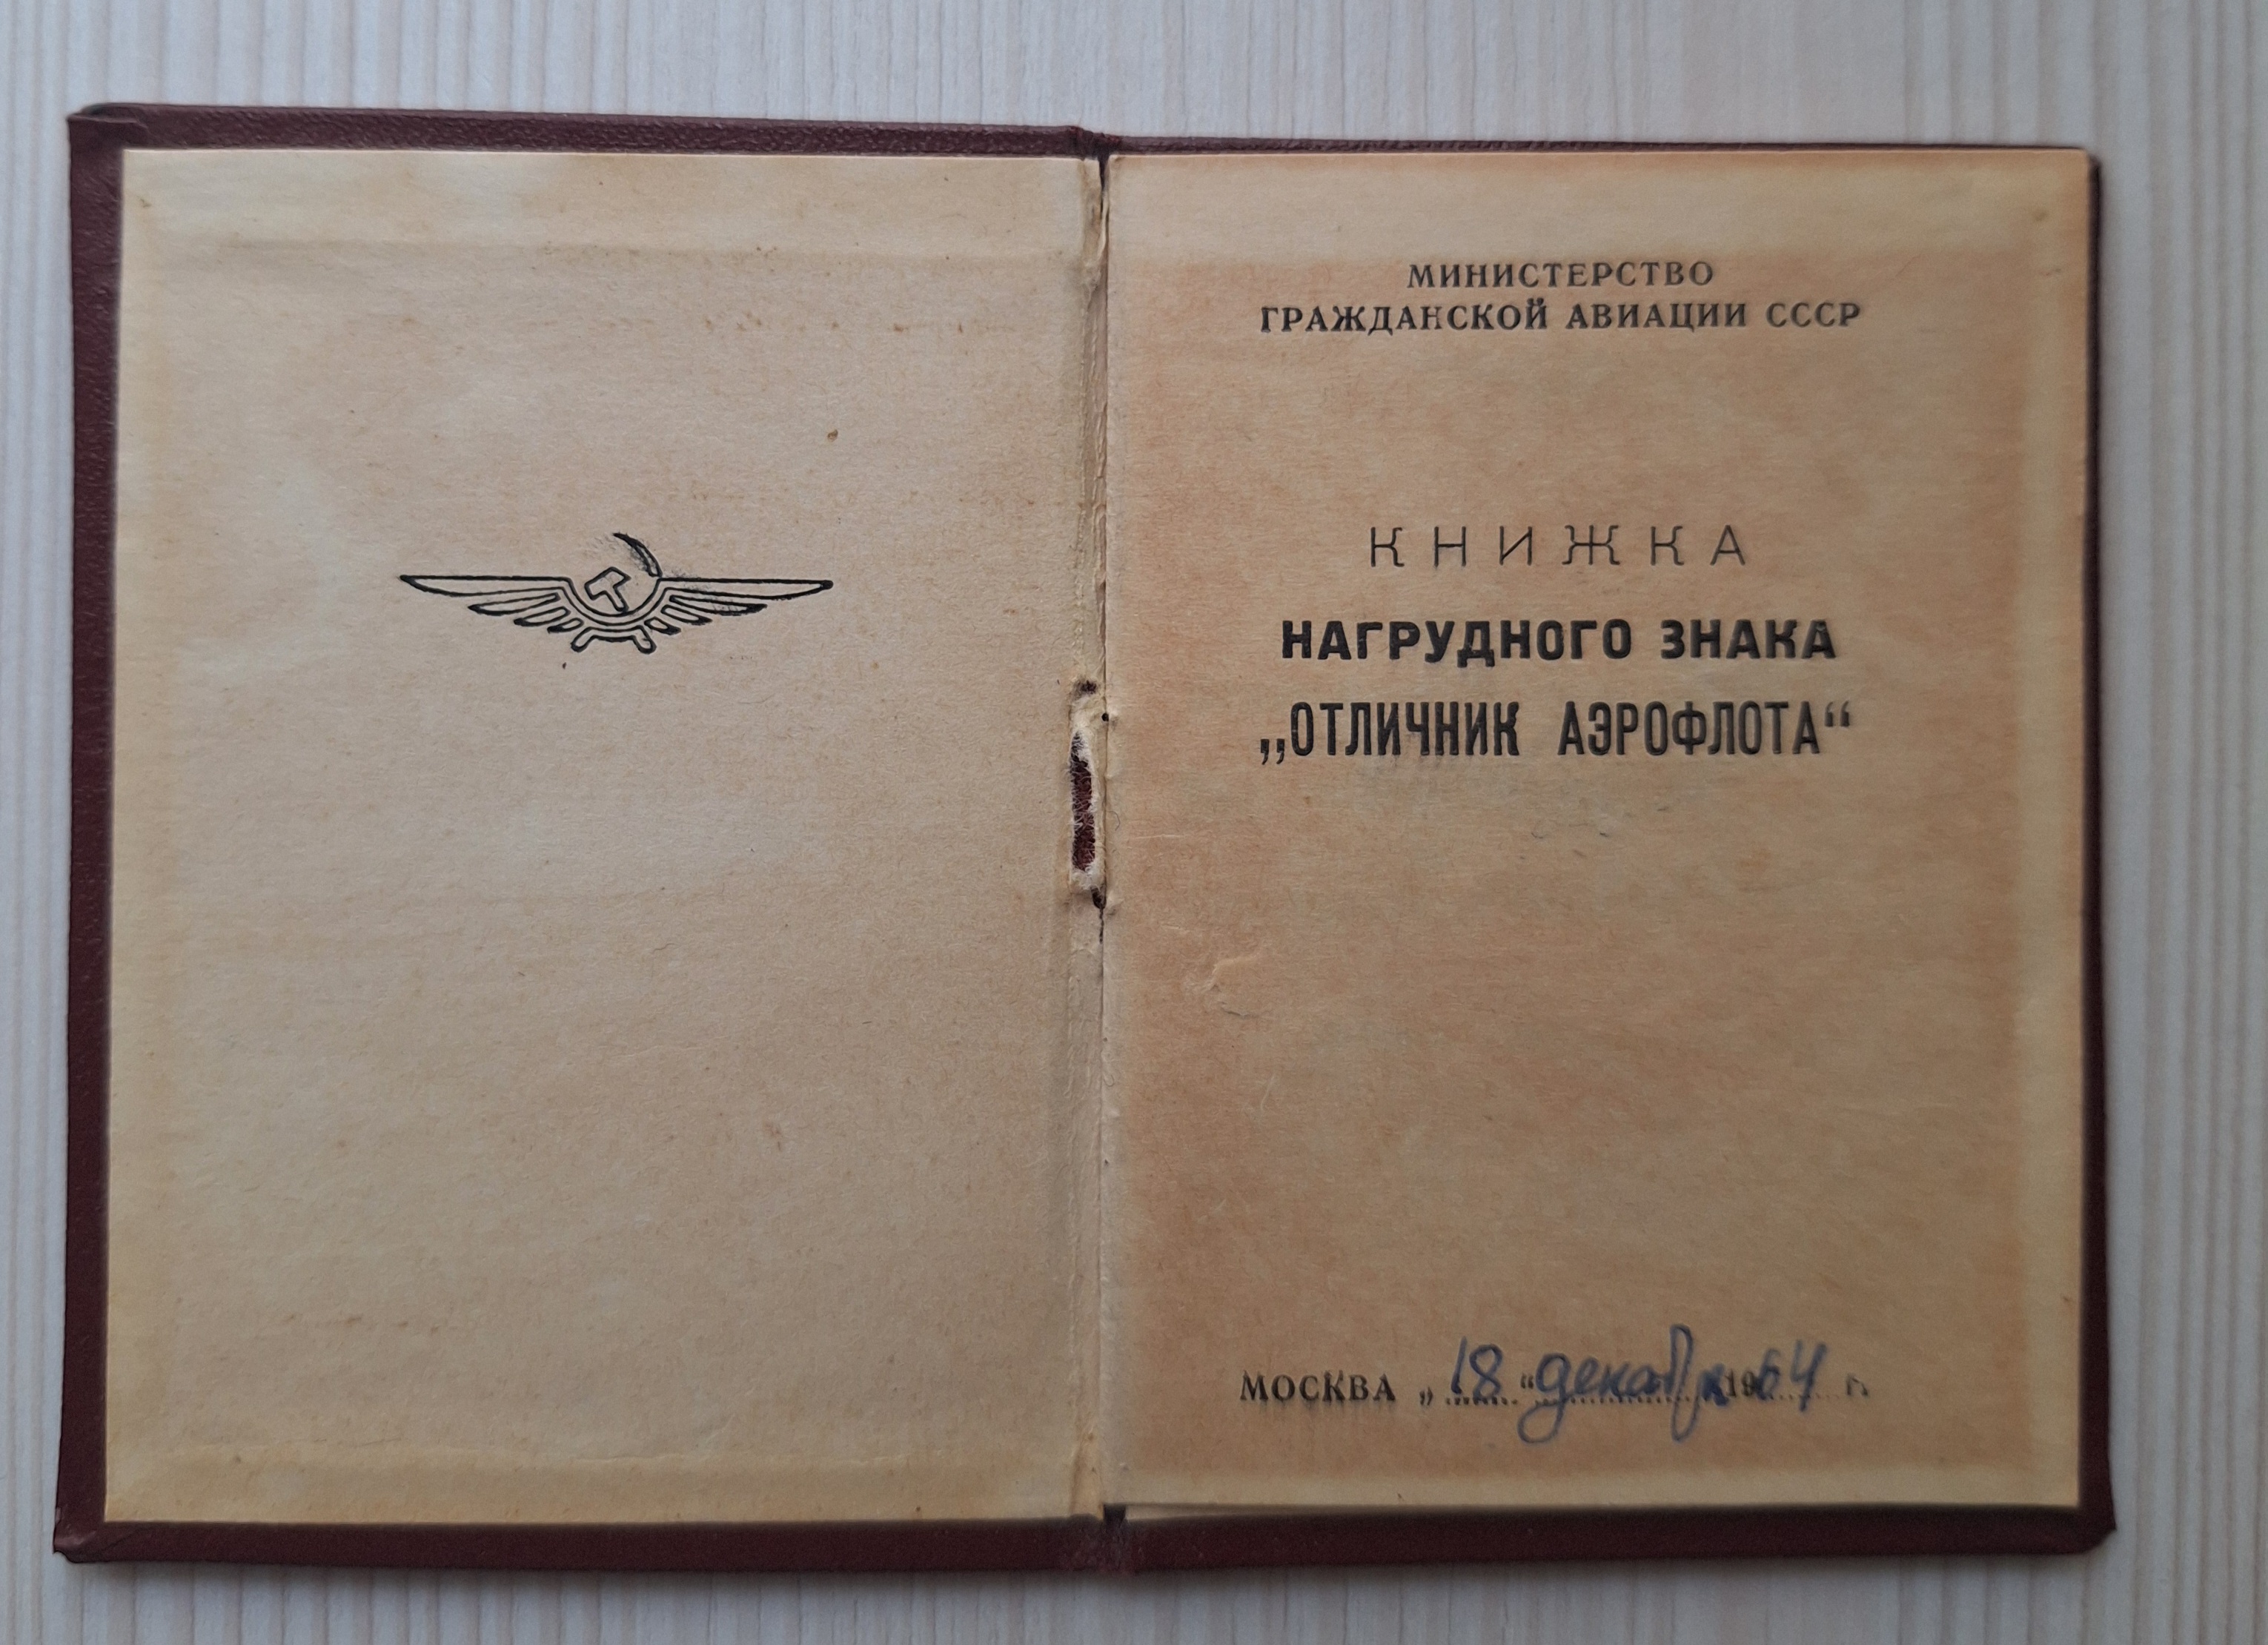 МИНИСТЕРСТВО
ГРАЖДАНСКОЙ АВИАЦИИ СССР
КНИЖКА
НАГРУДНОГО ЗНАКА
„ОТЛИЧНИК АЭРОФЛОТА“
МОСКВА „ 18 “ декабря 1964 г.